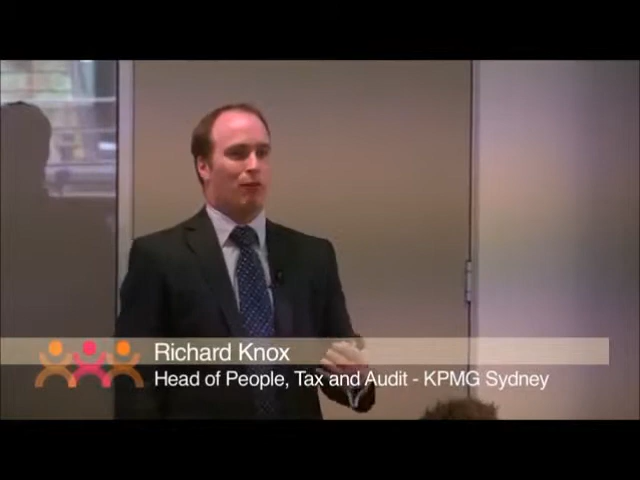 Richard Knox
Head of People, Tax and Audit - KPMG Sydney